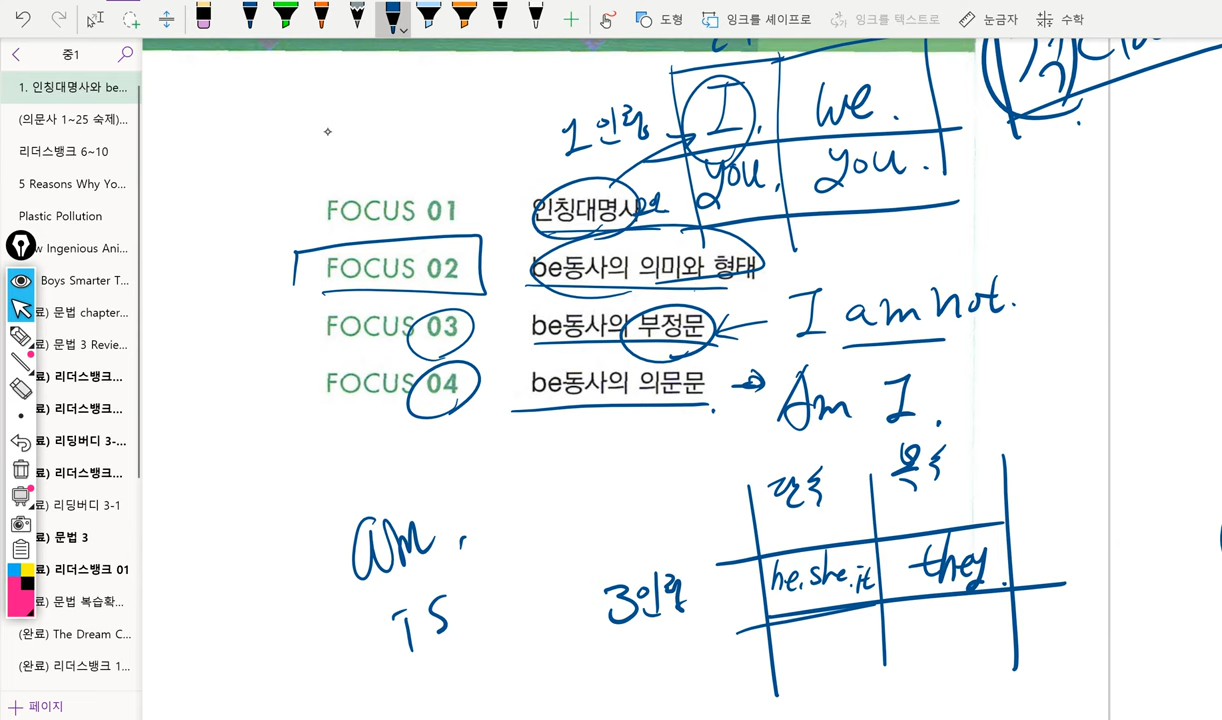 도형
잉크를 셰이프로
잉크를 텍스트로
눈금자
수학
중1
1. 인칭대명사와 be...
(의문사 1~25 숙제)...
리더스뱅크 6~10
5 Reasons Why Yo...
Plastic Pollution
w Ingenious Ani...
Boys Smarter T...
료) 문법 chapter...
료) 문법 3 Revie...
료) 리더스뱅크...
료) 리더스뱅크...
료) 리딩버디 3-...
료) 리더스뱅크...
료) 리딩버디 3-1
료) 문법 3
료) 리더스뱅크 01
료) 문법 복습확...
(완료) The Dream C...
(완료) 리더스뱅크 1...
페이지
1인칭 I, we.
you, you.
FOCUS 01 인칭대명사
FOCUS 02 be동사의 의미와 형태
FOCUS 03 be동사의 부정문 I am not.
FOCUS 04 be동사의 의문문 → Am I.
단수 복수
3인칭 he, she, it they.
am,
is